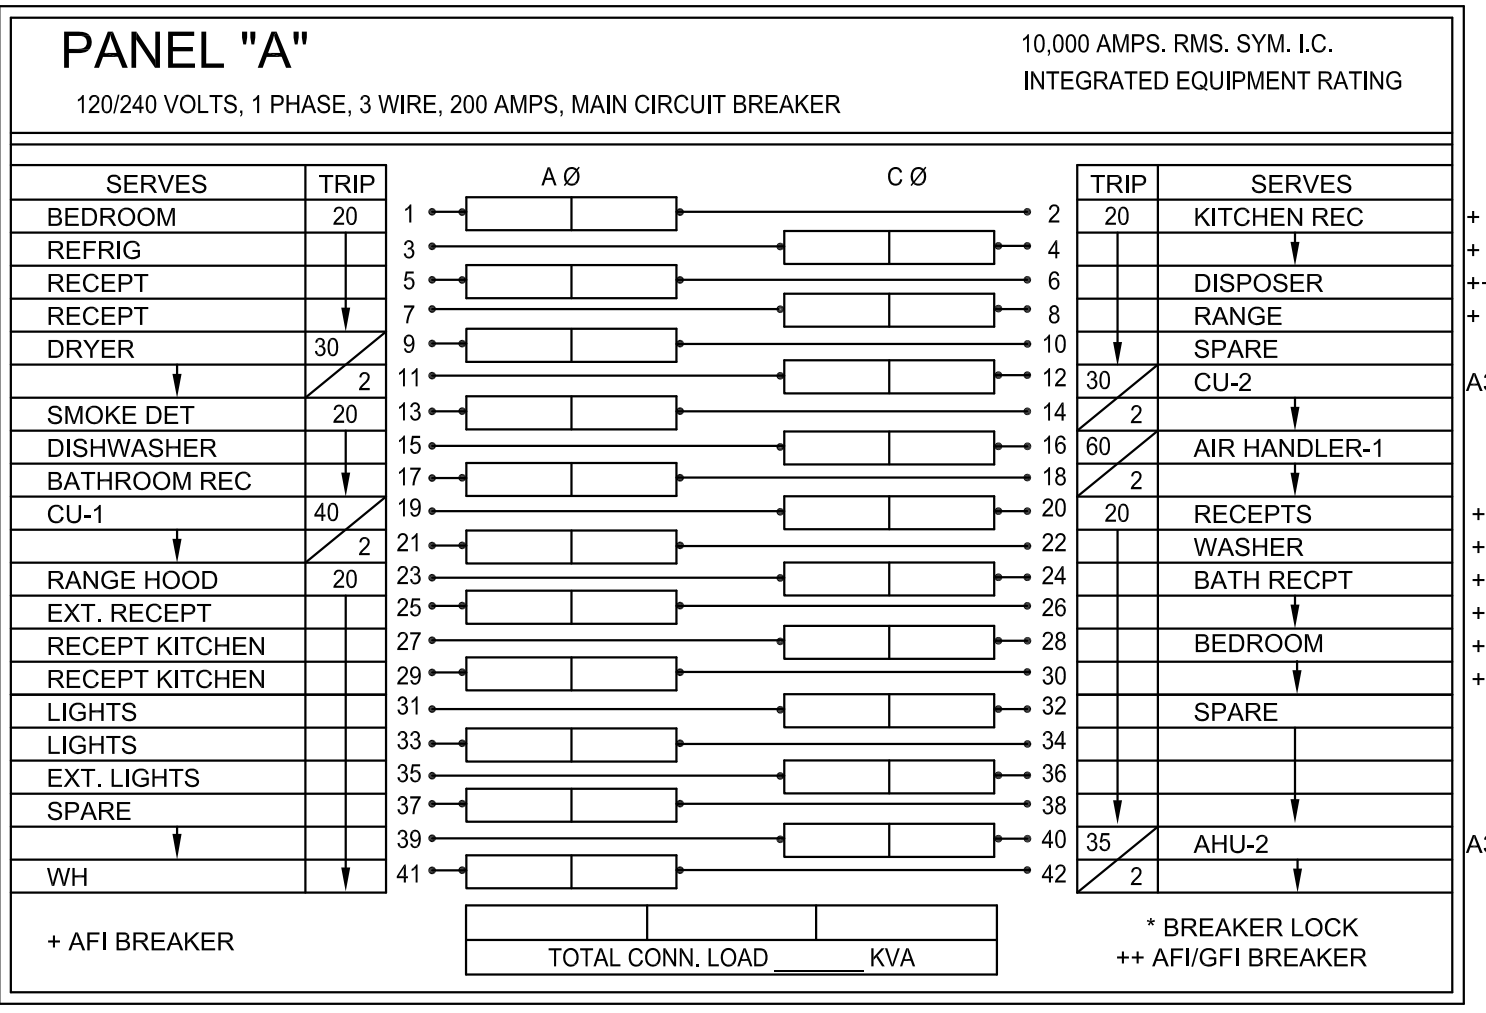 PANEL "A"
10,000 AMPS. RMS. SYM. I.C.
INTEGRATED EQUIPMENT RATING
120/240 VOLTS, 1 PHASE, 3 WIRE, 200 AMPS, MAIN CIRCUIT BREAKER
SERVES TRIP A Ø C Ø TRIP SERVES
BEDROOM 20 1 2 20 KITCHEN REC +
REFRIG 3 4 +
RECEPT 5 6 DISPOSER ++
RECEPT 7 8 RANGE +
DRYER 30 9 10 SPARE
2 11 12 30 CU-2
SMOKE DET 20 13 14 2
DISHWASHER 15 16 60 AIR HANDLER-1
BATHROOM REC 17 18 2
CU-1 40 19 20 20 RECEPTS +
2 21 22 WASHER +
RANGE HOOD 20 23 24 BATH RECPT +
EXT. RECEPT 25 26 +
RECEPT KITCHEN 27 28 BEDROOM +
RECEPT KITCHEN 29 30 +
LIGHTS 31 32 SPARE
LIGHTS 33 34
EXT. LIGHTS 35 36
SPARE 37 38
39 40 35 AHU-2
WH 41 42 2
+ AFI BREAKER
TOTAL CONN. LOAD ______ KVA
* BREAKER LOCK
++ AFI/GFI BREAKER